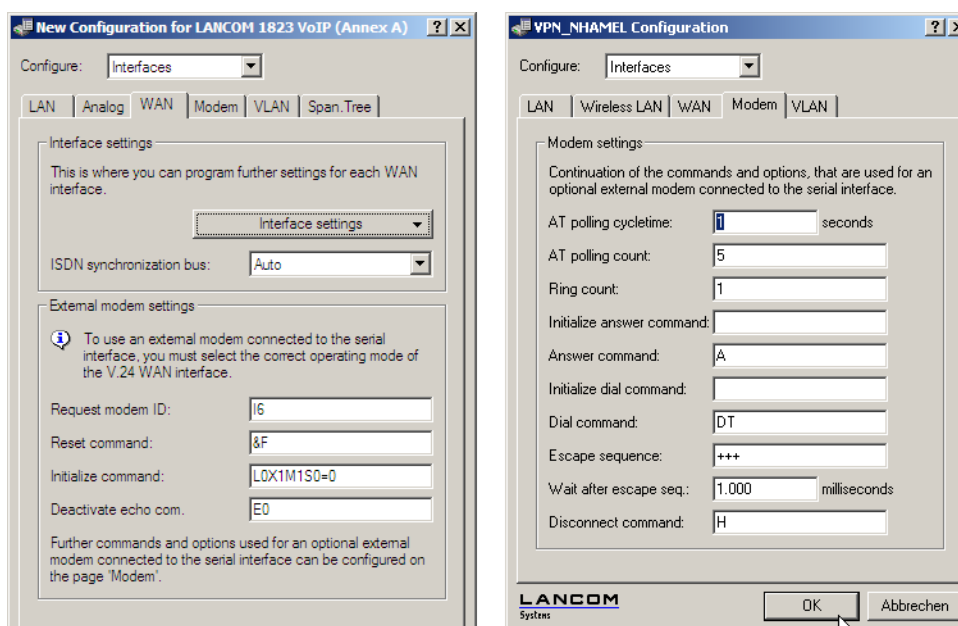 New Configuration for LANCOM 1823 VoIP (Annex A)
Configure: Interfaces
LAN Analog WAN Modem VLAN Span.Tree
Interface settings
This is where you can program further settings for each WAN
interface.
Interface settings
ISDN synchronization bus: Auto
External modem settings
To use an external modem connected to the serial
interface, you must select the correct operating mode of
the V.24 WAN interface.
Request modem ID: I6
Reset command: &F
Initialize command: L0X1M1S0=0
Deactivate echo com. E0
Further commands and options used for an optional external
modem connected to the serial interface can be configured on
the page 'Modem'.
VPN_NHAMEL Configuration
Configure: Interfaces
LAN Wireless LAN WAN Modem VLAN
Modem settings
Continuation of the commands and options, that are used for an
optional external modem connected to the serial interface.
AT polling cycletime: 1 seconds
AT polling count: 5
Ring count: 1
Initialize answer command:
Answer command: A
Initialize dial command:
Dial command: DT
Escape sequence: +++
Wait after escape seq.: 1.000 milliseconds
Disconnect command: H
LANCOM
Systems
OK Abbrechen